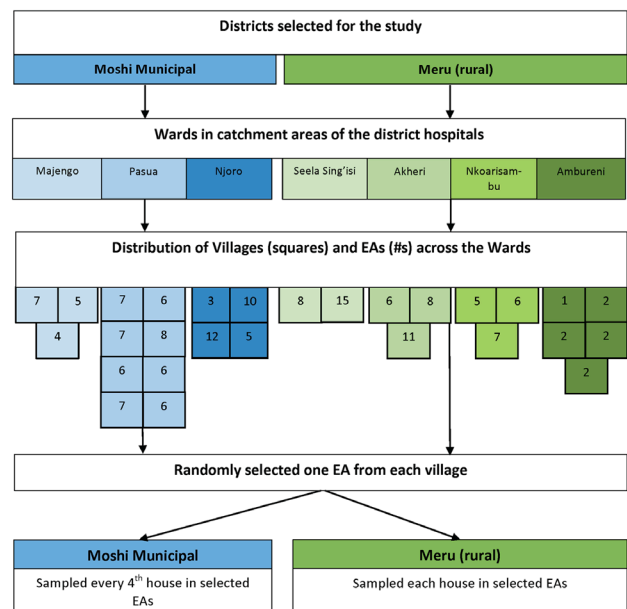 Districts selected for the study
Moshi Municipal
Meru (rural)
Wards in catchment areas of the district hospitals
Majengo
Pasua
Njoro
Seela Sing'isi
Akheri
Nkoarisam-
bu
Ambureni
Distribution of Villages (squares) and EAs (#s) across the Wards
7 5
4
7 6
7 8
6 6
7 6
3 10
12 5
8 15
6 8
11
5 6
7
1 2
2 2
2
Randomly selected one EA from each village
Moshi Municipal
Sampled every 4th house in selected
EAs
Meru (rural)
Sampled each house in selected EAs